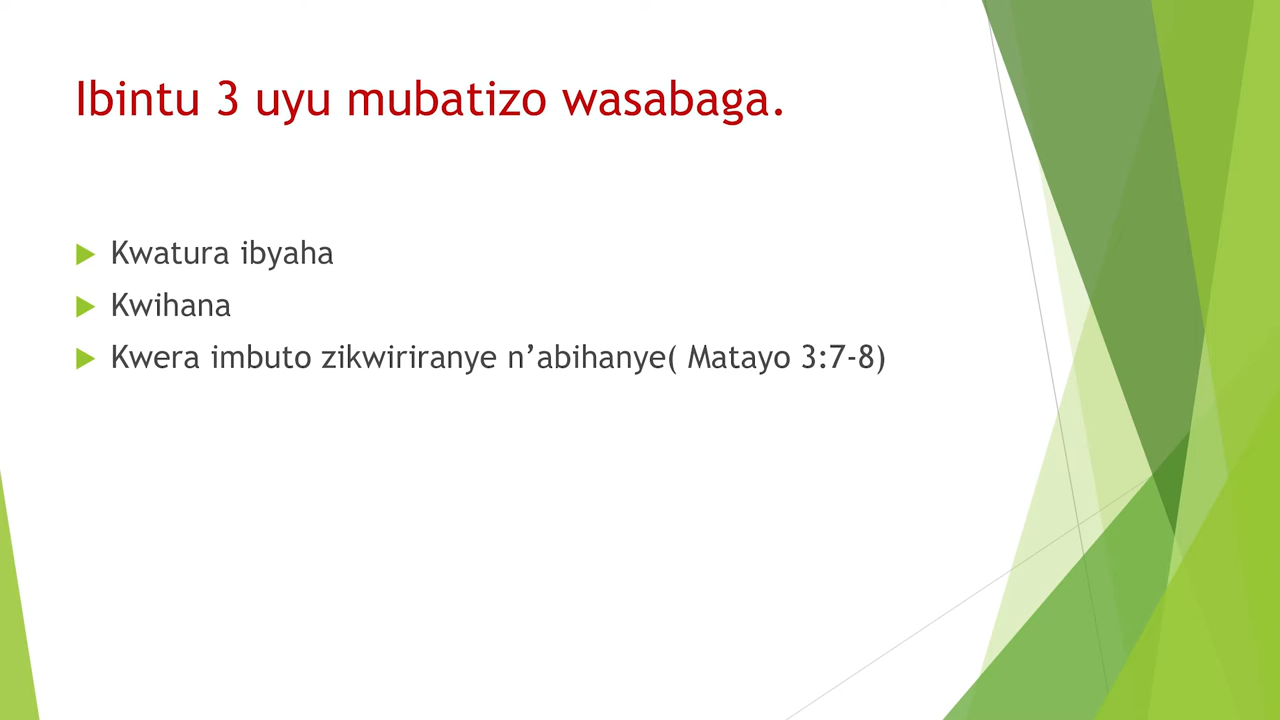 Ibintu 3 uyu mubatizo wasabaga.
Kwatura ibyaha
Kwihana
Kwera imbuto zikwiriranye n’abihanye( Matayo 3:7-8)